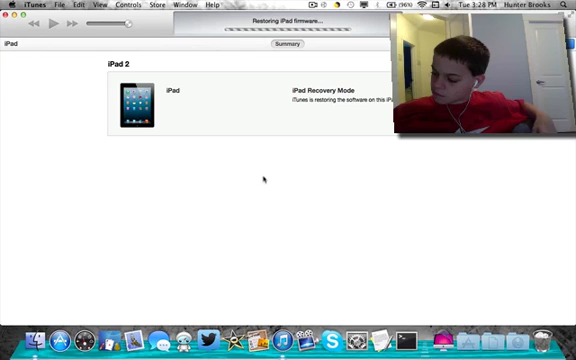 iTunes File Edit View Controls Store Window Help (96%) Tue 3:28 PM Hunter Brooks
Restoring iPad firmware...
iPad Summary
iPad 2
iPad iPad Recovery Mode
iTunes is restoring the software on this iPa